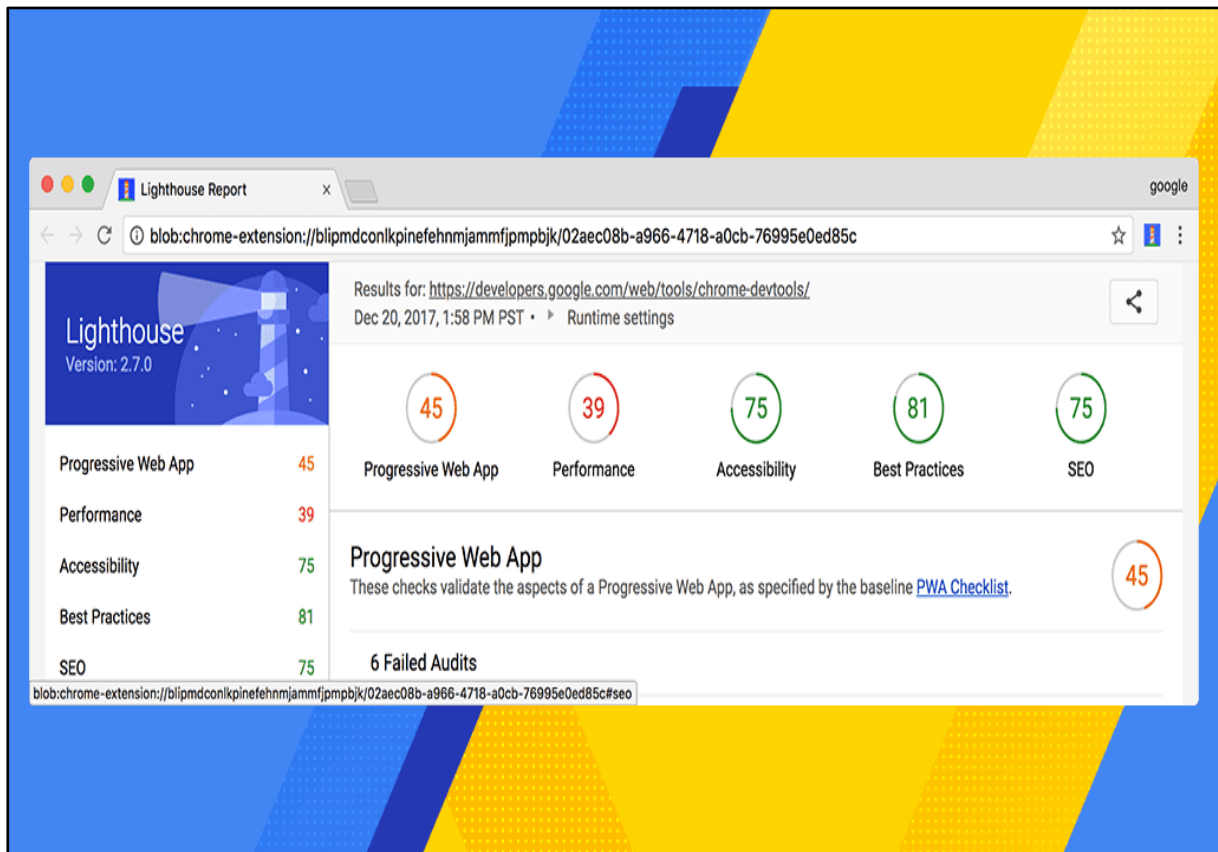 Lighthouse Report
google
blob:chrome-extension://blipmdconlkpinefehnmjammfjpmpbjk/02aec08b-a966-4718-a0cb-76995e0ed85c
Lighthouse
Version: 2.7.0
Progressive Web App 45
Performance 39
Accessibility 75
Best Practices 81
SEO 75
Results for: https://developers.google.com/web/tools/chrome-devtools/
Dec 20, 2017, 1:58 PM PST • Runtime settings
45 39 75 81 75
Progressive Web App Performance Accessibility Best Practices SEO
Progressive Web App
These checks validate the aspects of a Progressive Web App, as specified by the baseline PWA Checklist.
45
6 Failed Audits
blob:chrome-extension://blipmdconlkpinefehnmjammfjpmpbjk/02aec08b-a966-4718-a0cb-76995e0ed85c#seo